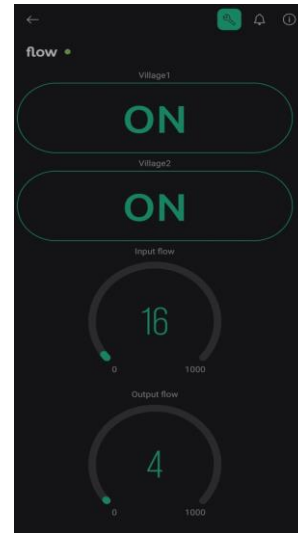 flow
Village1
ON
Village2
ON
Input flow
16
0 1000
Output flow
4
0 1000